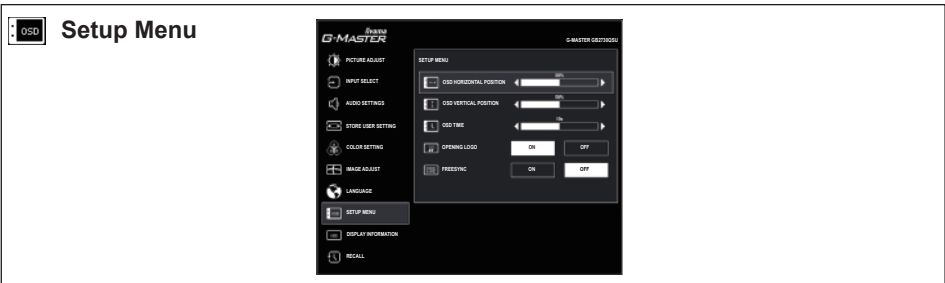 OSD
Setup Menu
iiyama
G-MASTER
G-MASTER GB2730QSU
PICTURE ADJUST
INPUT SELECT
AUDIO SETTINGS
STORE USER SETTING
COLOR SETTING
IMAGE ADJUST
LANGUAGE
SETUP MENU
DISPLAY INFORMATION
RECALL
SETUP MENU
OSD HORIZONTAL POSITION
OSD VERTICAL POSITION
OSD TIME
OPENING LOGO ON OFF
FREESYNC ON OFF